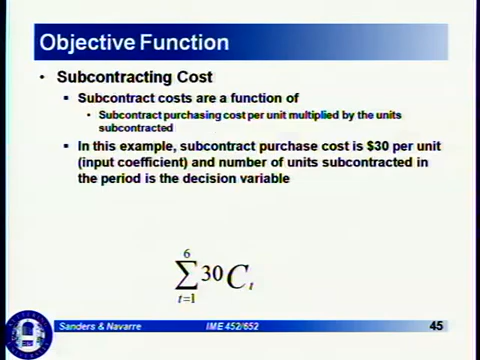 Objective Function
• Subcontracting Cost
▪ Subcontract costs are a function of
• Subcontract purchasing cost per unit multiplied by the units
subcontracted
▪ In this example, subcontract purchase cost is $30 per unit
(input coefficient) and number of units subcontracted in
the period is the decision variable
6
∑ 30 C_t
t=1
Sanders & Navarre IME 452/652 45